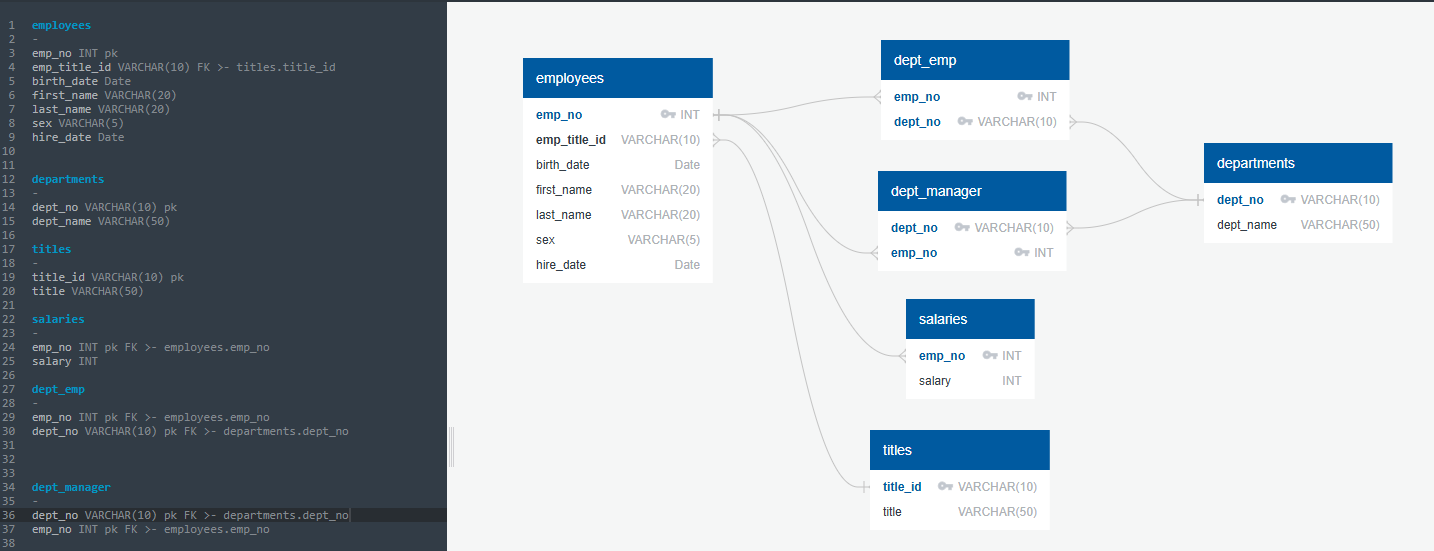 1 employees
2 -
3 emp_no INT pk
4 emp_title_id VARCHAR(10) FK >- titles.title_id
5 birth_date Date
6 first_name VARCHAR(20)
7 last_name VARCHAR(20)
8 sex VARCHAR(5)
9 hire_date Date
10
11
12 departments
13 -
14 dept_no VARCHAR(10) pk
15 dept_name VARCHAR(50)
16
17 titles
18 -
19 title_id VARCHAR(10) pk
20 title VARCHAR(50)
21
22 salaries
23 -
24 emp_no INT pk FK >- employees.emp_no
25 salary INT
26
27 dept_emp
28 -
29 emp_no INT pk FK >- employees.emp_no
30 dept_no VARCHAR(10) pk FK >- departments.dept_no
31
32
33
34 dept_manager
35 -
36 dept_no VARCHAR(10) pk FK >- departments.dept_no
37 emp_no INT pk FK >- employees.emp_no
38
employees
emp_no INT
emp_title_id VARCHAR(10)
birth_date Date
first_name VARCHAR(20)
last_name VARCHAR(20)
sex VARCHAR(5)
hire_date Date
dept_emp
emp_no INT
dept_no VARCHAR(10)
dept_manager
dept_no VARCHAR(10)
emp_no INT
salaries
emp_no INT
salary INT
titles
title_id VARCHAR(10)
title VARCHAR(50)
departments
dept_no VARCHAR(10)
dept_name VARCHAR(50)